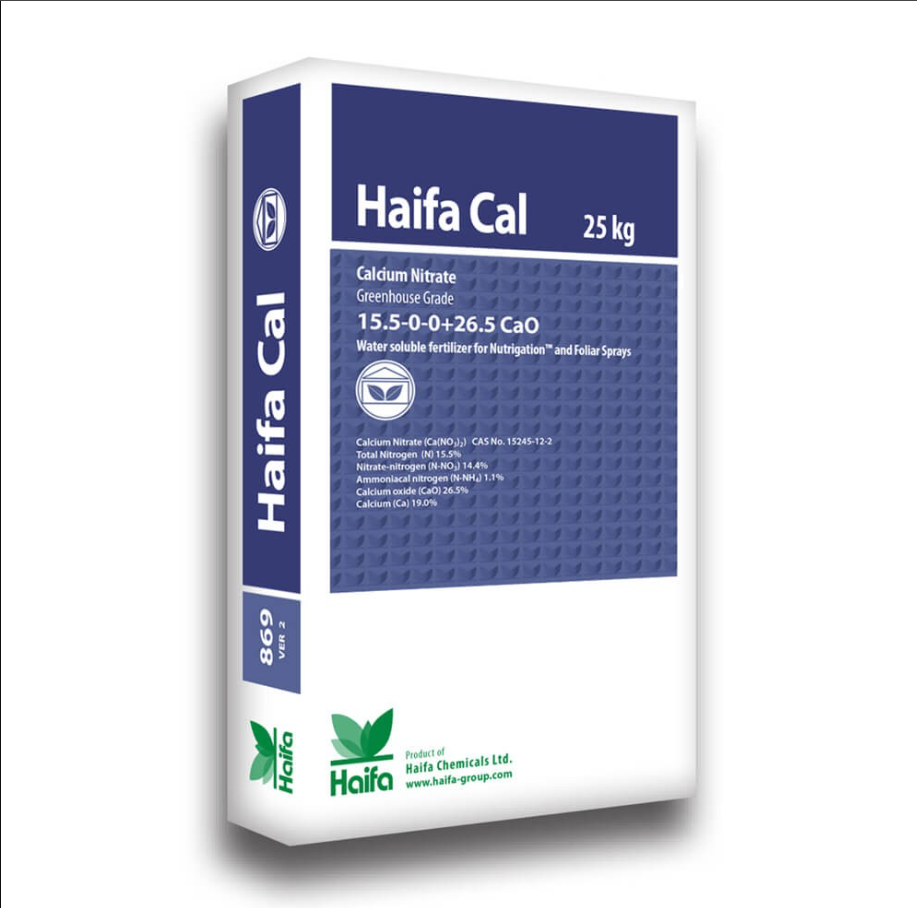 Haifa Cal
25 kg
Calcium Nitrate
Greenhouse Grade
15.5-0-0+26.5 CaO
Water soluble fertilizer for Nutrigation™ and Foliar Sprays
Calcium Nitrate (Ca(NO₃)₂) CAS No. 15245-12-2
Total Nitrogen (N) 15.5%
Nitrate-nitrogen (N-NO₃) 14.4%
Ammoniacal nitrogen (N-NH₄) 1.1%
Calcium oxide (CaO) 26.5%
Calcium (Ca) 19.0%
Haifa
Product of
Haifa Chemicals Ltd.
www.haifa-group.com
Haifa Cal
869
VER 2
Haifa